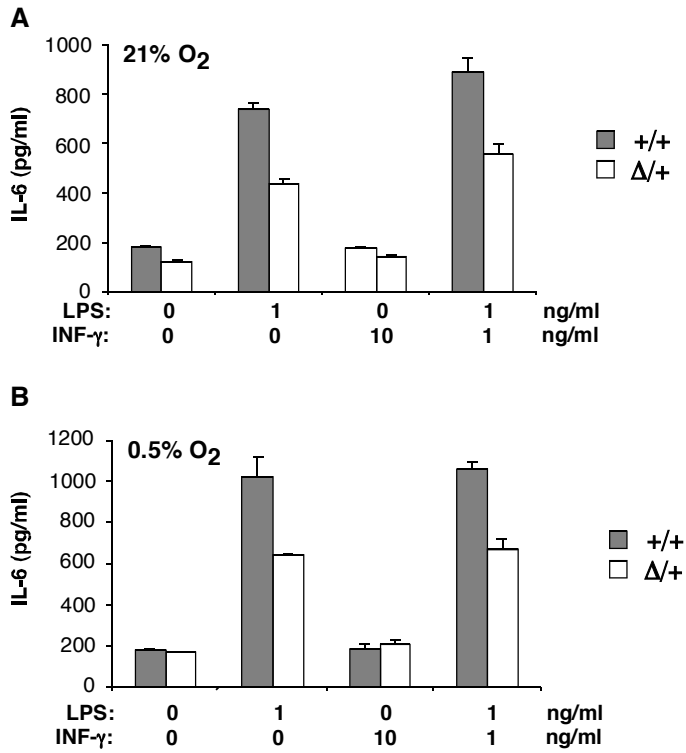 A
21% O2
1000
800
600
400
200
0
IL-6 (pg/ml)
+/+
Δ/+
LPS: 0 1 0 1 ng/ml
INF-γ: 0 0 10 1 ng/ml
B
0.5% O2
1200
1000
800
600
400
200
0
IL-6 (pg/ml)
+/+
Δ/+
LPS: 0 1 0 1 ng/ml
INF-γ: 0 0 10 1 ng/ml